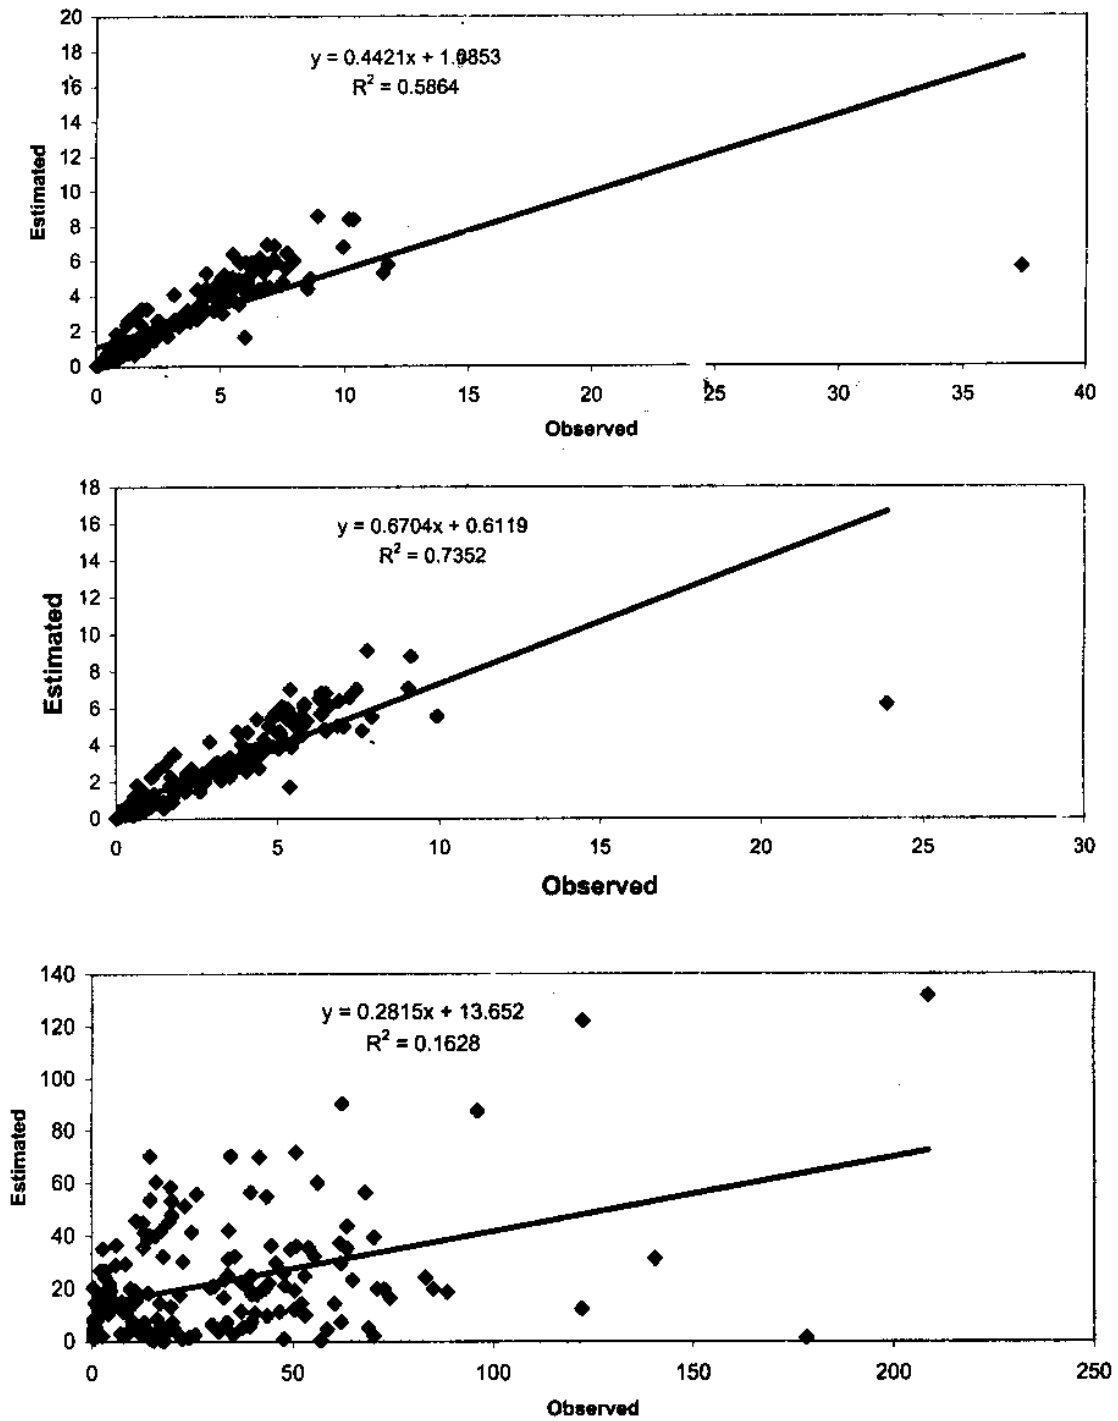 20
18
16
14
12
10
8
6
4
2
0
Estimated
y = 0.4421x + 1.0853
R² = 0.5864
0 5 10 15 20 25 30 35 40
Observed
18
16
14
12
10
8
6
4
2
0
Estimated
y = 0.6704x + 0.6119
R² = 0.7352
0 5 10 15 20 25 30
Observed
140
120
100
80
60
40
20
0
Estimated
y = 0.2815x + 13.652
R² = 0.1628
0 50 100 150 200 250
Observed